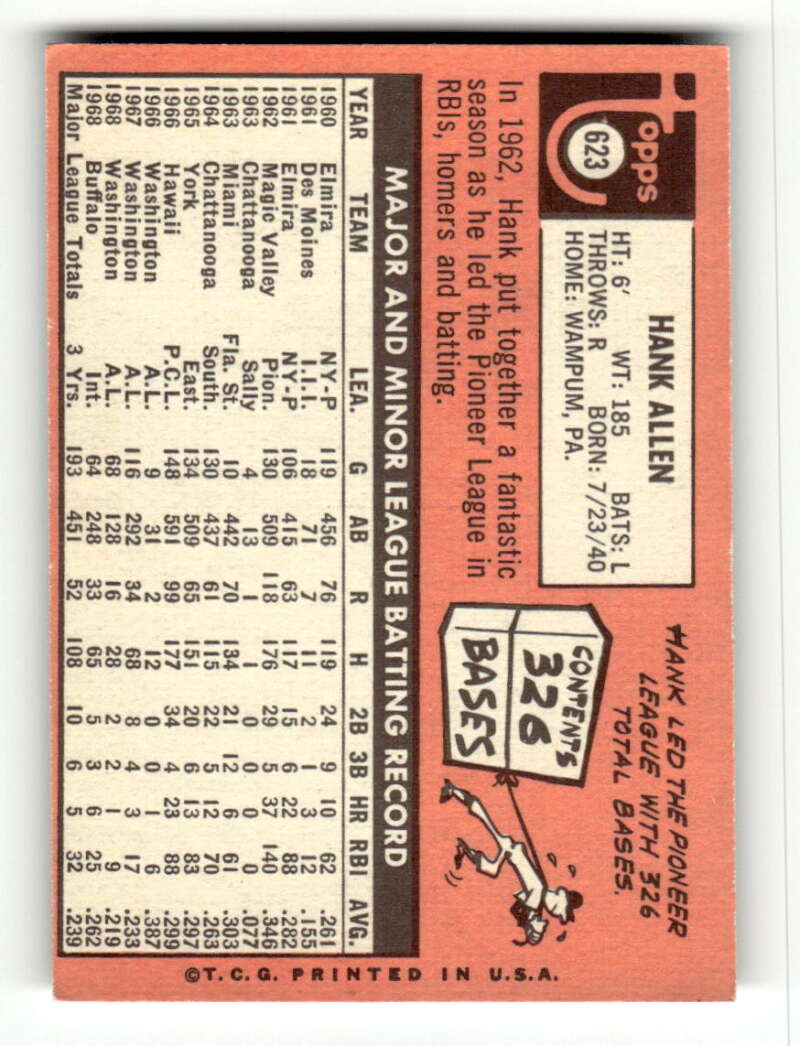 Topps
623
HANK ALLEN
HT: 6' WT: 185 BATS: L
THROWS: R BORN: 7/23/40
HOME: WAMPUM, PA.
In 1962, Hank put together a fantastic
season as he led the Pioneer League in
RBIs, homers and batting.
HANK LED THE PIONEER
LEAGUE WITH 326
TOTAL BASES.
CONTENTS
326
BASES
MAJOR AND MINOR LEAGUE BATTING RECORD
YEAR TEAM LEA. G AB R H 2B 3B HR RBI AVG.
1960 Elmira NY-P 119 456 76 119 24 9 10 62 .261
1961 Des Moines I.I.I. 18 71 7 11 2 1 3 12 .155
1961 Elmira NY-P 106 415 63 117 15 6 22 88 .282
1962 Magic Valley Pion. 130 509 118 176 29 5 37 140 .346
1963 Chattanooga Sally 4 13 1 1 0 0 0 0 .077
1963 Miami Fla. St. 10 442 70 134 21 12 6 61 .303
1964 Chattanooga South. 130 437 61 115 22 5 12 70 .263
1965 York East. 134 509 65 151 20 6 13 83 .297
1966 Hawaii P.C.L. 148 591 99 177 34 4 23 88 .299
1966 Washington A.L. 9 31 2 12 0 0 1 6 .387
1967 Washington A.L. 116 292 34 68 8 4 3 17 .233
1968 Washington A.L. 68 128 16 28 2 2 1 9 .219
1968 Buffalo Int. 64 248 33 65 5 3 6 25 .262
Major League Totals 3 Yrs. 193 451 52 108 10 6 5 32 .239
©T.C.G. PRINTED IN U.S.A.